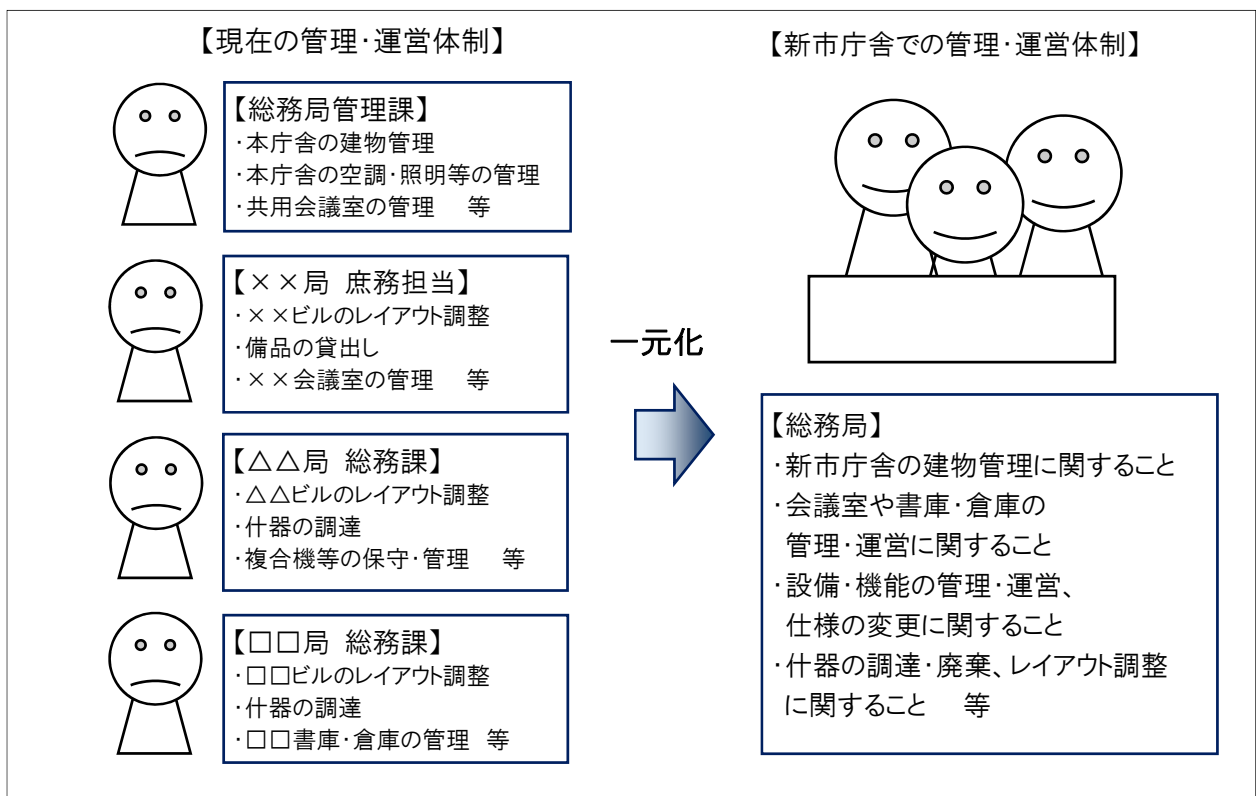 【現在の管理・運営体制】
【総務局管理課】
・本庁舎の建物管理
・本庁舎の空調・照明等の管理
・共用会議室の管理　等
【××局 庶務担当】
・××ビルのレイアウト調整
・備品の貸出し
・××会議室の管理　等
【△△局 総務課】
・△△ビルのレイアウト調整
・什器の調達
・複合機等の保守・管理　等
【□□局 総務課】
・□□ビルのレイアウト調整
・什器の調達
・□□書庫・倉庫の管理 等
一元化
【新市庁舎での管理・運営体制】
【総務局】
・新市庁舎の建物管理に関すること
・会議室や書庫・倉庫の
管理・運営に関すること
・設備・機能の管理・運営、
仕様の変更に関すること
・什器の調達・廃棄、レイアウト調整
に関すること　等